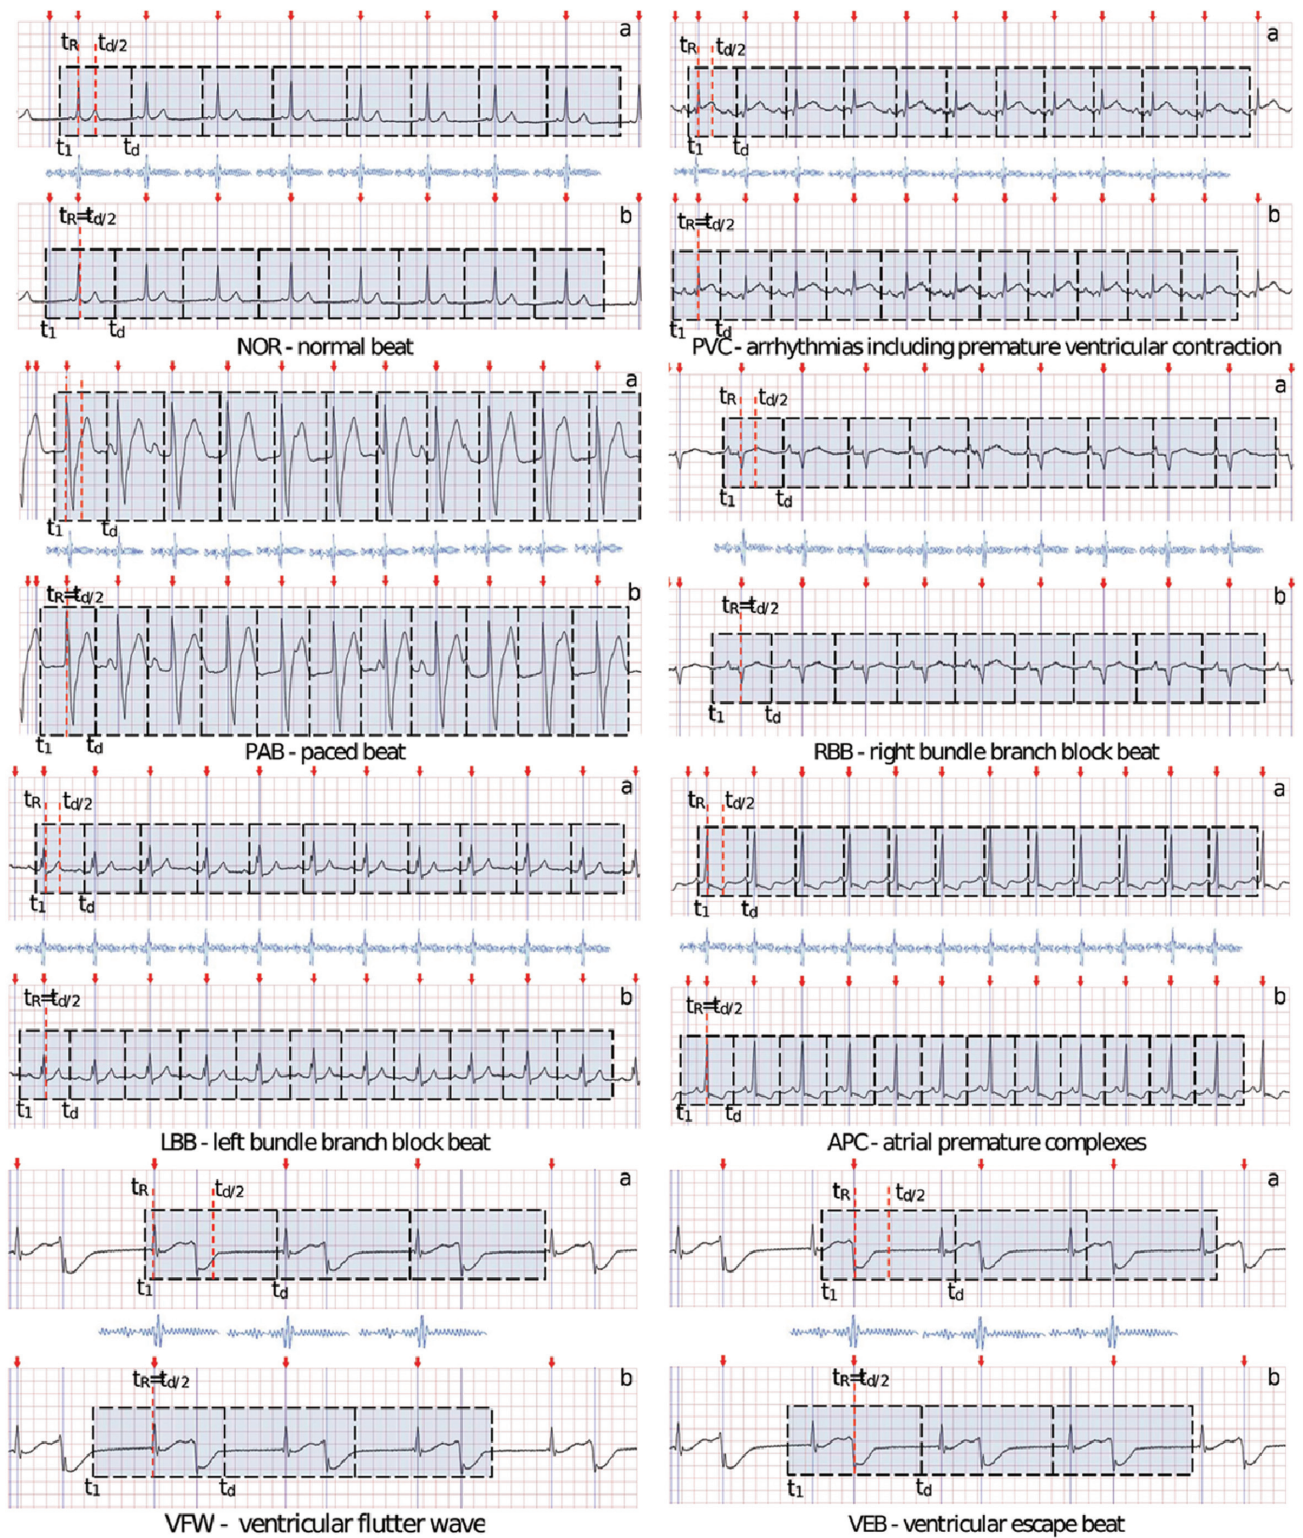 a
tR td/2
t1 td
b
tR=td/2
t1 td
NOR - normal beat
a
tR td/2
t1 td
b
tR=td/2
t1 td
PVC - arrhythmias including premature ventricular contraction
a
t1 td
b
tR=td/2
t1 td
PAB - paced beat
a
tR td/2
t1 td
b
tR=td/2
t1 td
RBB - right bundle branch block beat
a
tR td/2
t1 td
b
tR=td/2
t1 td
LBB - left bundle branch block beat
a
tR td/2
t1 td
b
tR=td/2
t1 td
APC - atrial premature complexes
a
tR td/2
t1 td
b
tR=td/2
t1 td
VFW - ventricular flutter wave
a
tR td/2
t1 td
b
tR=td/2
t1 td
VEB - ventricular escape beat